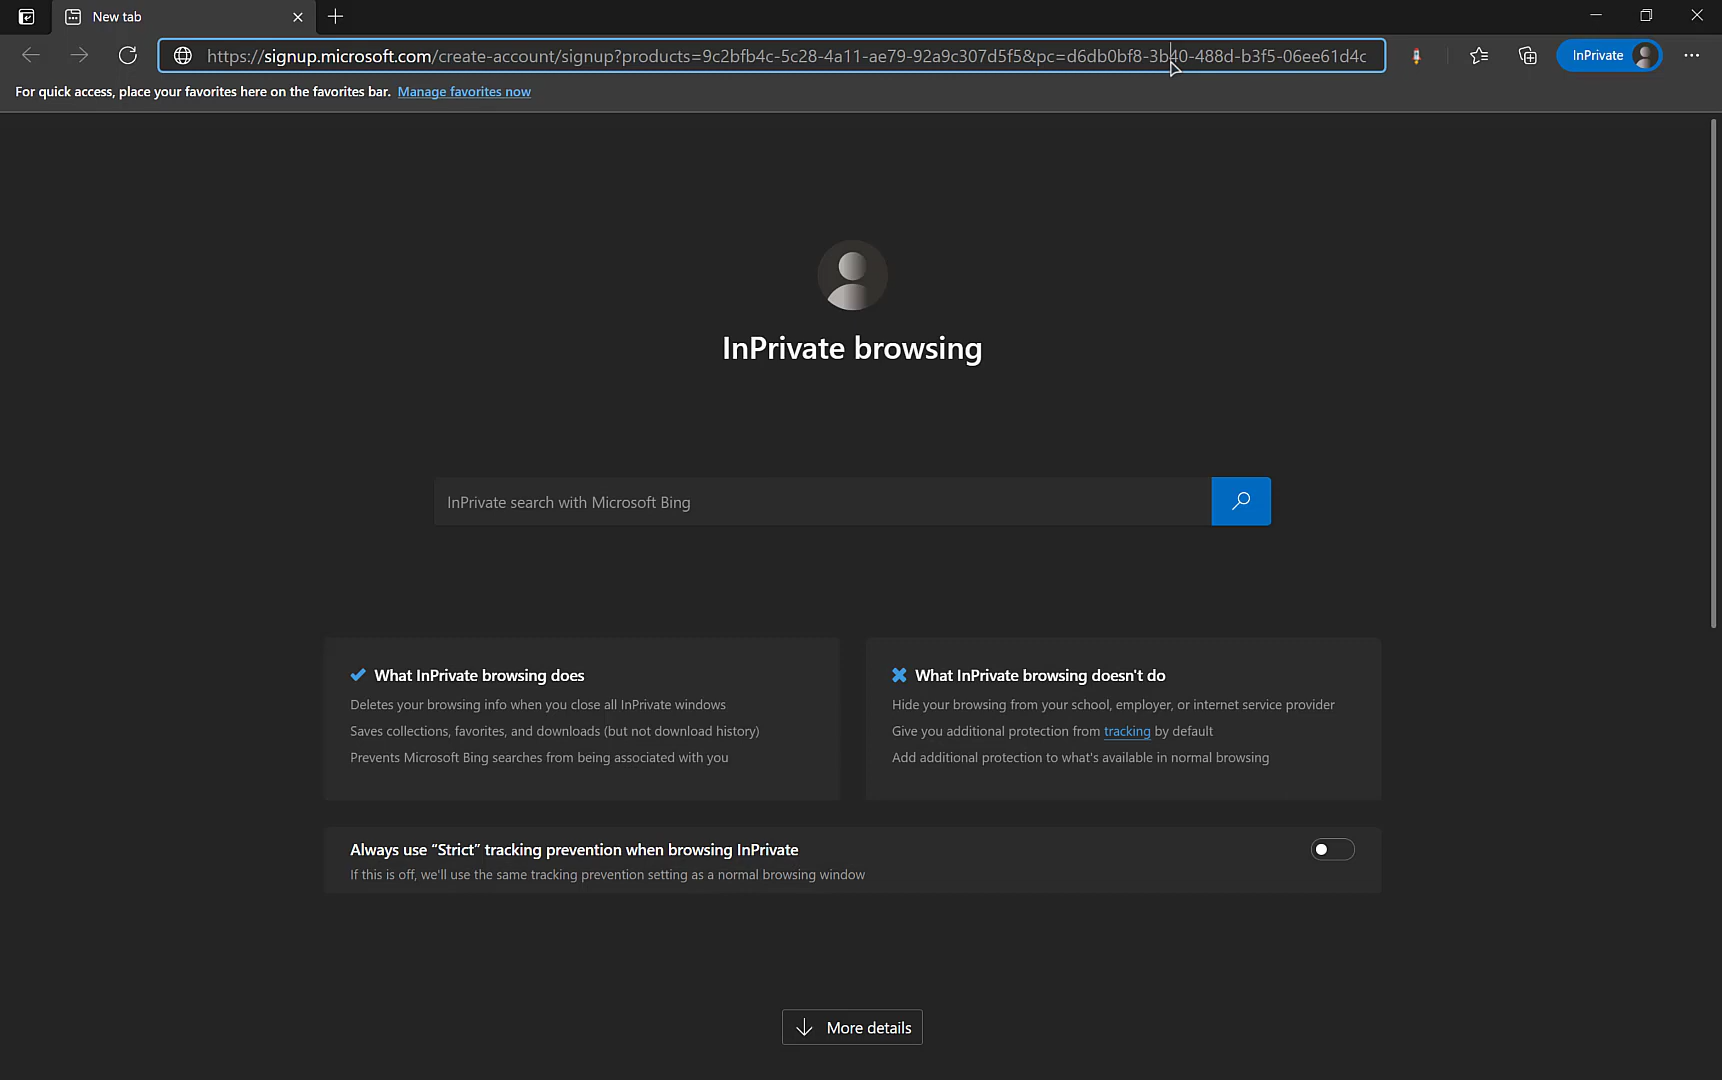 New tab
https://signup.microsoft.com/create-account/signup?products=9c2bfb4c-5c28-4a11-ae79-92a9c307d5f5&pc=d6db0bf8-3b40-488d-b3f5-06ee61d4c
InPrivate
For quick access, place your favorites here on the favorites bar. Manage favorites now
InPrivate browsing
InPrivate search with Microsoft Bing
What InPrivate browsing does
Deletes your browsing info when you close all InPrivate windows
Saves collections, favorites, and downloads (but not download history)
Prevents Microsoft Bing searches from being associated with you
What InPrivate browsing doesn't do
Hide your browsing from your school, employer, or internet service provider
Give you additional protection from tracking by default
Add additional protection to what's available in normal browsing
Always use “Strict” tracking prevention when browsing InPrivate
If this is off, we'll use the same tracking prevention setting as a normal browsing window
More details